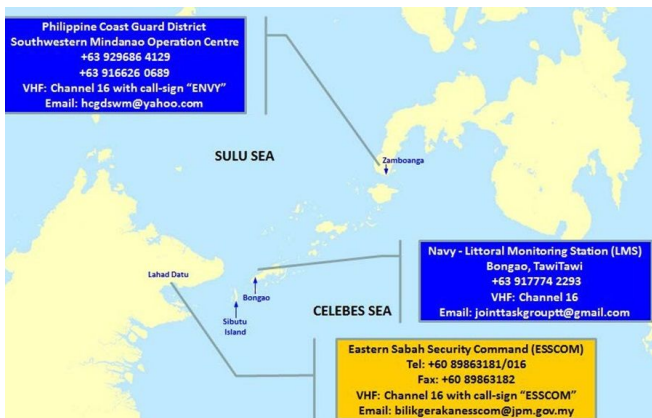 Philippine Coast Guard District
Southwestern Mindanao Operation Centre
+63 929686 4129
+63 916626 0689
VHF: Channel 16 with call-sign “ENVY”
Email: hcgdswm@yahoo.com
SULU SEA
Zamboanga
Navy - Littoral Monitoring Station (LMS)
Bongao, TawiTawi
+63 917774 2293
VHF: Channel 16
Email: jointtaskgrouptt@gmail.com
Lahad Datu
Bongao
Sibutu
Island
CELEBES SEA
Eastern Sabah Security Command (ESSCOM)
Tel: +60 89863181/016
Fax: +60 89863182
VHF: Channel 16 with call-sign “ESSCOM”
Email: bilikgerakanesscom@jpm.gov.my